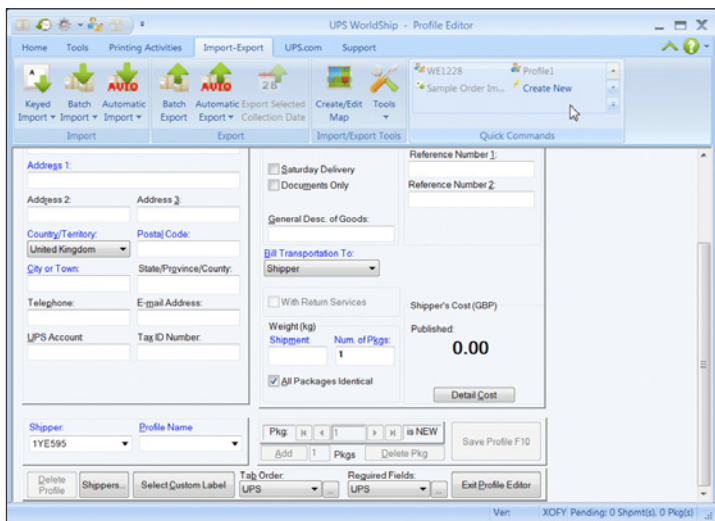 UPS WorldShip - Profile Editor
Home Tools Printing Activities Import-Export UPS.com Support
Keyed Import
Batch Import
AUTO Automatic Import
Batch Export
AUTO Automatic Export
28 Export Selected Collection Date
Create/Edit Map
Tools
WE1228 Profile1
Sample Order Im... Create New
Import Export Import/Export Tools Quick Commands
Address 1:
Address 2: Address 3:
Country/Territory: Postal Code:
United Kingdom
City or Town: State/Province/County:
Telephone: E-mail Address:
UPS Account: Tax ID Number:
Saturday Delivery
Documents Only
General Desc. of Goods:
Bill Transportation To:
Shipper
With Return Services
Weight (kg)
Shipment: Num. of Pkgs:
1
All Packages Identical
Reference Number 1:
Reference Number 2:
Shipper's Cost (GBP)
Published:
0.00
Detail Cost
Shipper: Profile Name
1YE595
Pkg: 1 is NEW
Add 1 Pkgs Delete Pkg
Save Profile F10
Delete Profile
Shippers...
Select Custom Label
Tab Order:
UPS ...
Required Fields:
UPS ...
Exit Profile Editor
Ver: XOFY Pending: 0 Shpmt(s), 0 Pkg(s)